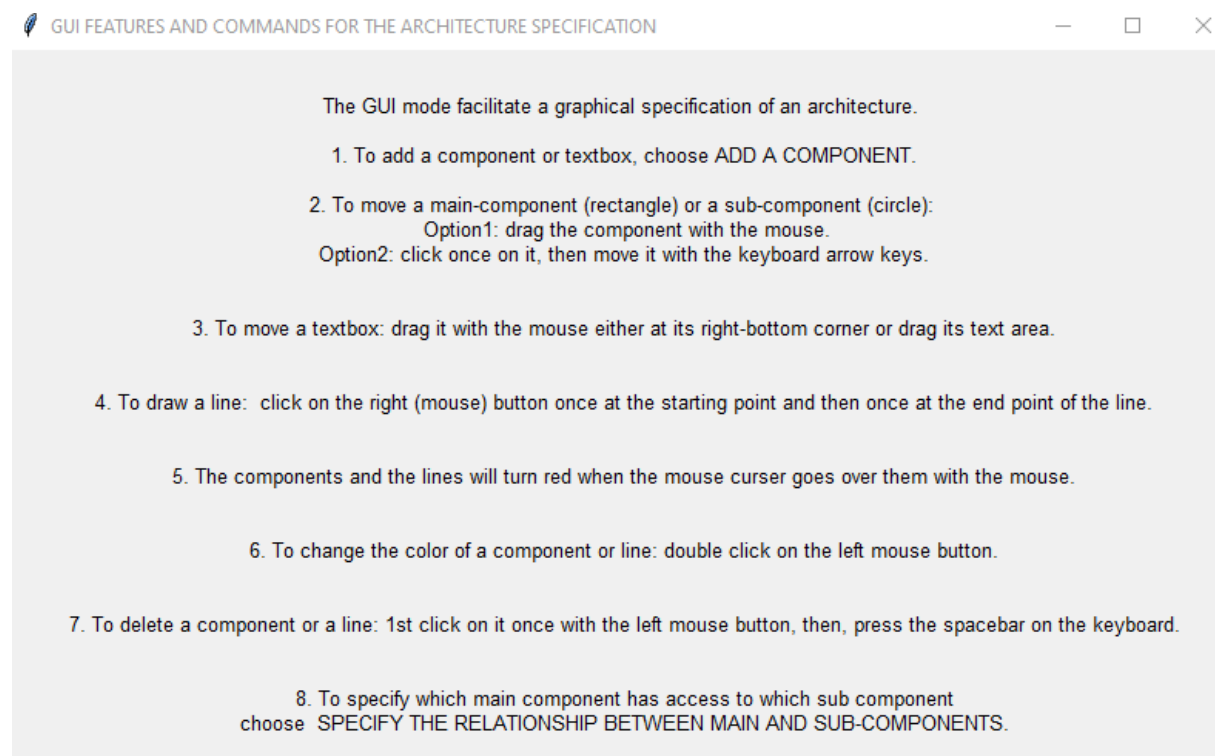 GUI FEATURES AND COMMANDS FOR THE ARCHITECTURE SPECIFICATION
The GUI mode facilitate a graphical specification of an architecture.
1. To add a component or textbox, choose ADD A COMPONENT.
2. To move a main-component (rectangle) or a sub-component (circle):
Option1: drag the component with the mouse.
Option2: click once on it, then move it with the keyboard arrow keys.
3. To move a textbox: drag it with the mouse either at its right-bottom corner or drag its text area.
4. To draw a line:  click on the right (mouse) button once at the starting point and then once at the end point of the line.
5. The components and the lines will turn red when the mouse curser goes over them with the mouse.
6. To change the color of a component or line: double click on the left mouse button.
7. To delete a component or a line: 1st click on it once with the left mouse button, then, press the spacebar on the keyboard.
8. To specify which main component has access to which sub component
choose  SPECIFY THE RELATIONSHIP BETWEEN MAIN AND SUB-COMPONENTS.